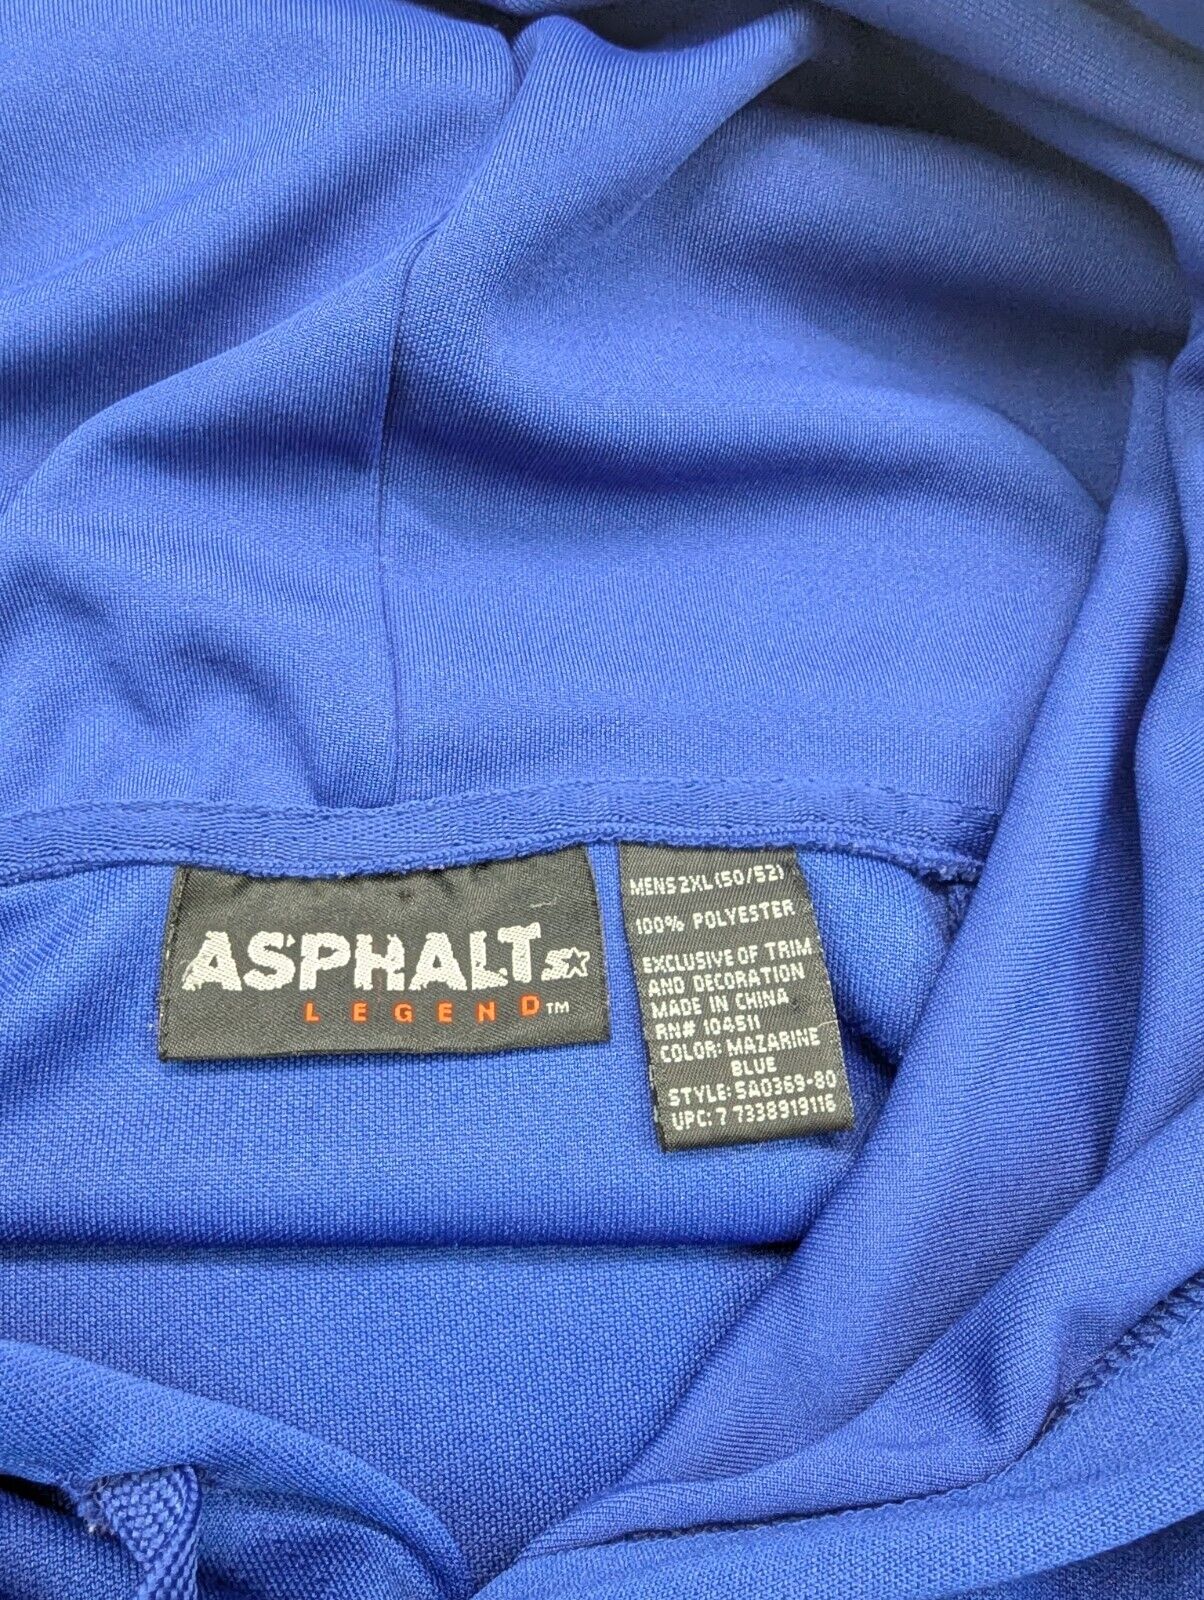 ASPHALT
LEGEND™
MENS 2XL (50/52)
100% POLYESTER
EXCLUSIVE OF TRIM
AND DECORATION
MADE IN CHINA
RN# 104511
COLOR: MAZARINE
BLUE
STYLE: 5A0369-80
UPC: 7 7338919116